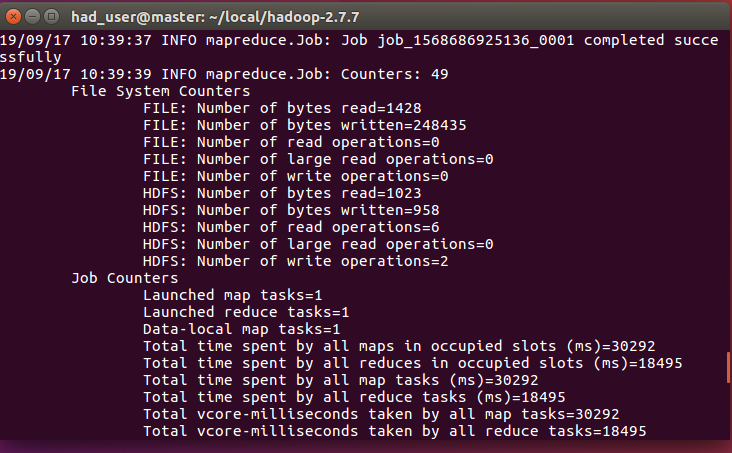 had_user@master: ~/local/hadoop-2.7.7
19/09/17 10:39:37 INFO mapreduce.Job: Job job_1568686925136_0001 completed succe
ssfully
19/09/17 10:39:39 INFO mapreduce.Job: Counters: 49
File System Counters
FILE: Number of bytes read=1428
FILE: Number of bytes written=248435
FILE: Number of read operations=0
FILE: Number of large read operations=0
FILE: Number of write operations=0
HDFS: Number of bytes read=1023
HDFS: Number of bytes written=958
HDFS: Number of read operations=6
HDFS: Number of large read operations=0
HDFS: Number of write operations=2
Job Counters
Launched map tasks=1
Launched reduce tasks=1
Data-local map tasks=1
Total time spent by all maps in occupied slots (ms)=30292
Total time spent by all reduces in occupied slots (ms)=18495
Total time spent by all map tasks (ms)=30292
Total time spent by all reduce tasks (ms)=18495
Total vcore-milliseconds taken by all map tasks=30292
Total vcore-milliseconds taken by all reduce tasks=18495